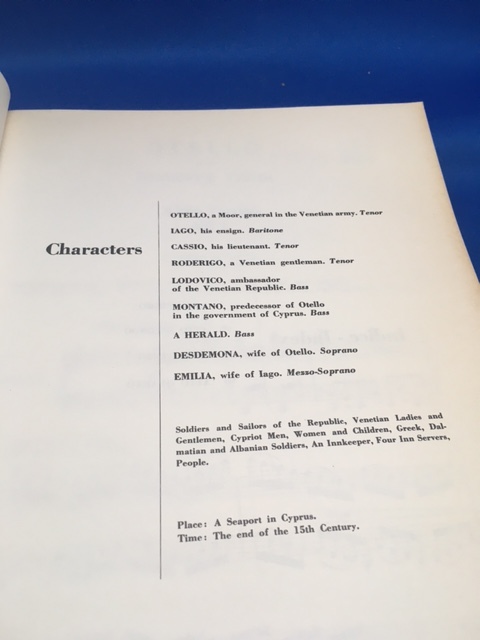 Characters
OTELLO, a Moor, general in the Venetian army. Tenor
IAGO, his ensign. Baritone
CASSIO, his lieutenant. Tenor
RODERIGO, a Venetian gentleman. Tenor
LODOVICO, ambassador
of the Venetian Republic. Bass
MONTANO, predecessor of Otello
in the government of Cyprus. Bass
A HERALD. Bass
DESDEMONA, wife of Otello. Soprano
EMILIA, wife of Iago. Messo-Soprano
Soldiers and Sailors of the Republic, Venetian Ladies and
Gentlemen, Cypriot Men, Women and Children, Greek, Dal-
matian and Albanian Soldiers, An Innkeeper, Four Inn Servers,
People.
Place: A Seaport in Cyprus.
Time: The end of the 15th Century.